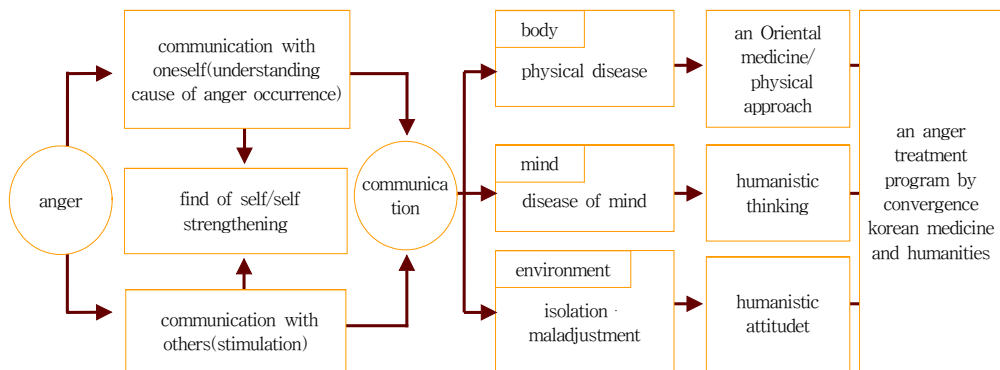 anger
communication with
oneself(understanding
cause of anger occurrence)
find of self/self
strengthening
communication with
others(stimulation)
communica
tion
body
physical disease
mind
disease of mind
environment
isolation ·
maladjustment
an Oriental
medicine/
physical
approach
humanistic
thinking
humanistic
attitudet
an anger
treatment
program by
convergence
korean medicine
and humanities